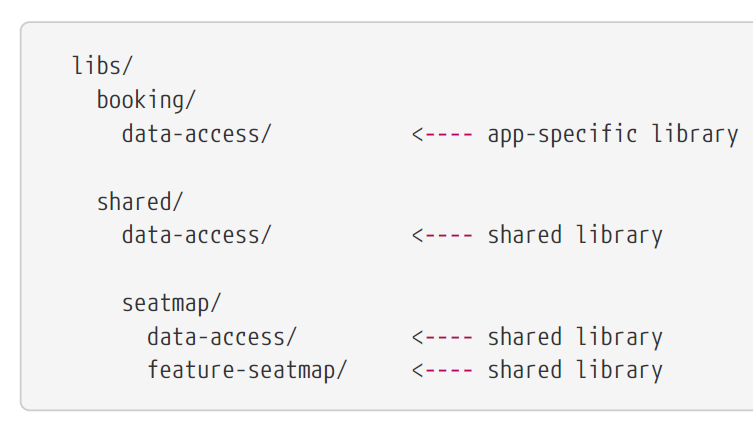 libs/
booking/
data-access/ <---- app-specific library
shared/
data-access/ <---- shared library
seatmap/
data-access/ <---- shared library
feature-seatmap/ <---- shared library